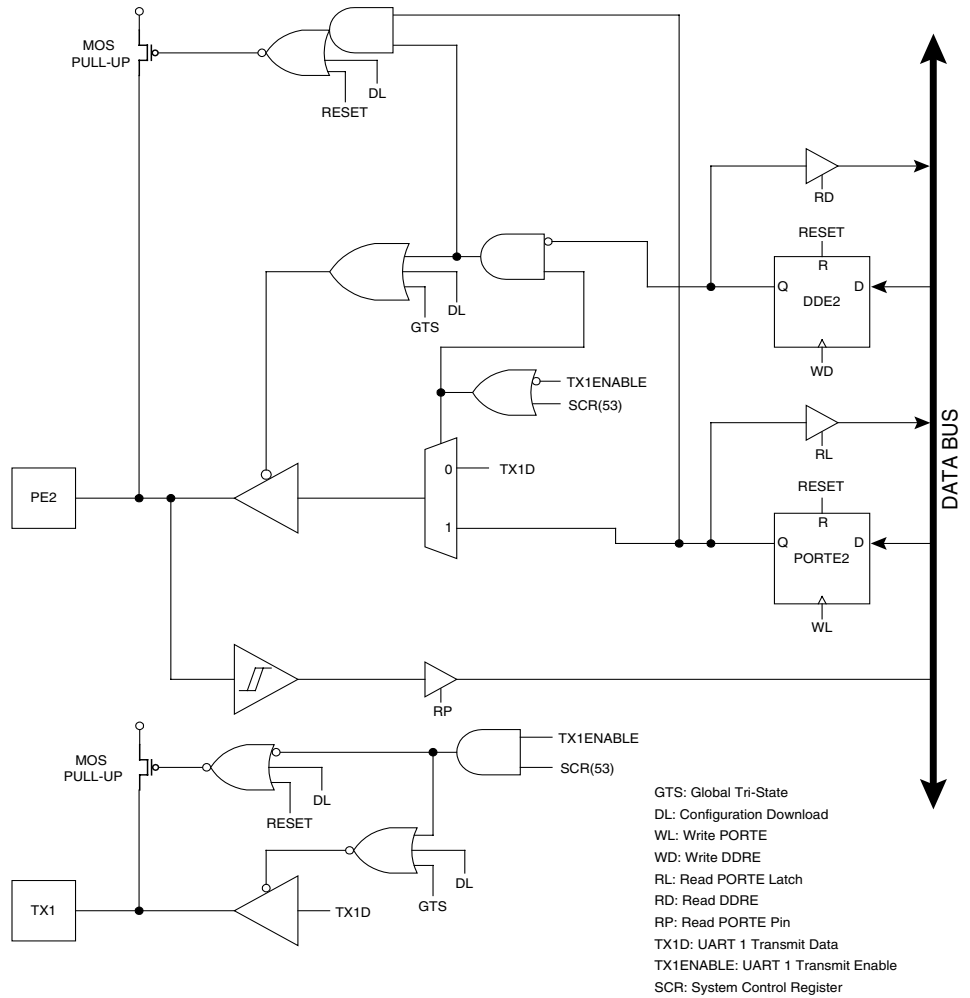 MOS
PULL-UP
DL
RESET
RD
RESET
R
Q
D
DDE2
WD
DL
GTS
TX1ENABLE
SCR(53)
RL
DATA BUS
0
TX1D
PE2
RESET
R
1
Q
D
PORTE2
WL
RP
MOS
PULL-UP
TX1ENABLE
SCR(53)
DL
RESET
DL
GTS
TX1
TX1D
GTS: Global Tri-State
DL: Configuration Download
WL: Write PORTE
WD: Write DDRE
RL: Read PORTE Latch
RD: Read DDRE
RP: Read PORTE Pin
TX1D: UART 1 Transmit Data
TX1ENABLE: UART 1 Transmit Enable
SCR: System Control Register